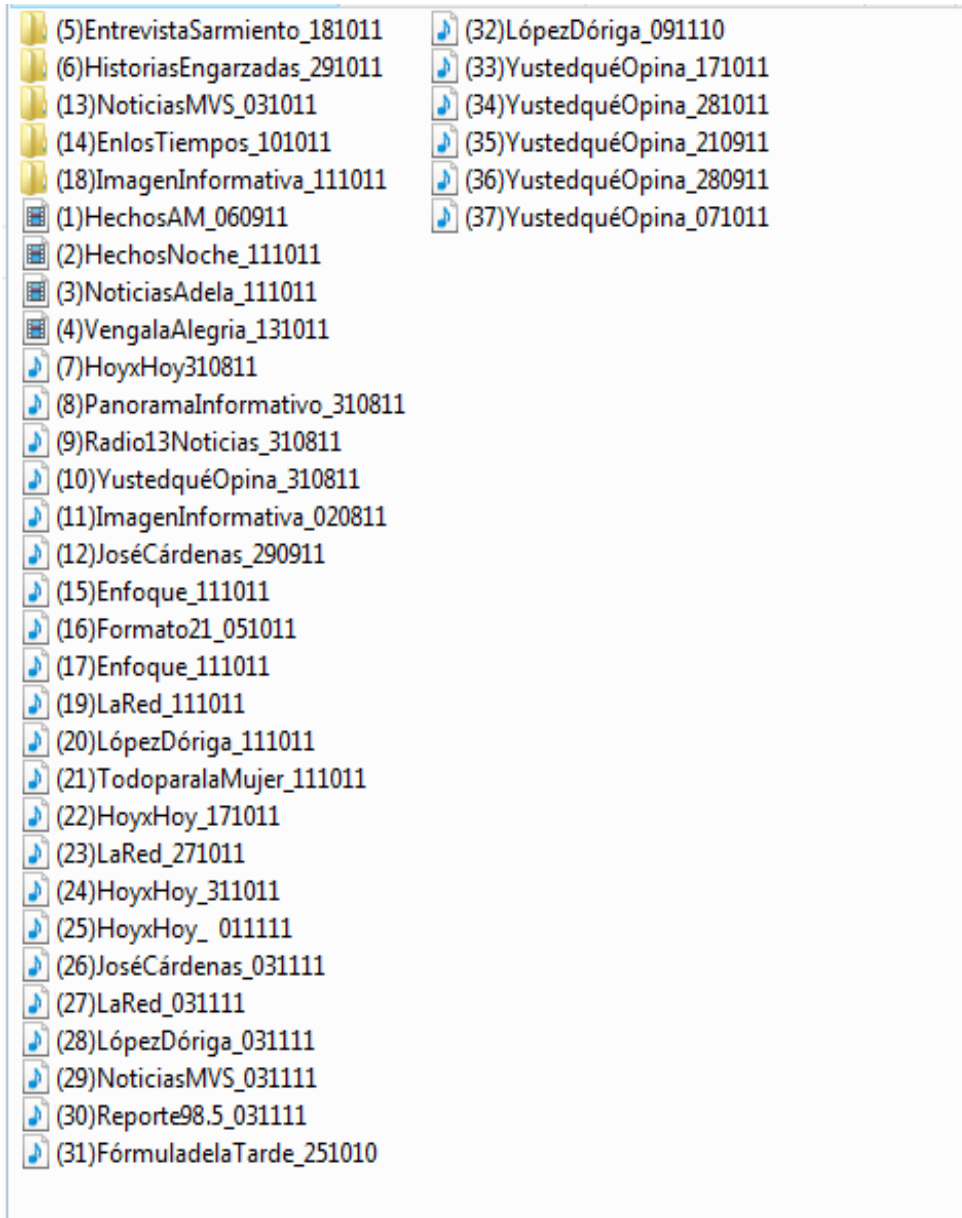 (5)EntrevistaSarmiento_181011
(6)HistoriasEngarzadas_291011
(13)NoticiasMVS_031011
(14)EnlosTiempos_101011
(18)ImagenInformativa_111011
(1)HechosAM_060911
(2)HechosNoche_111011
(3)NoticiasAdela_111011
(4)VengalaAlegria_131011
(7)HoyxHoy310811
(8)PanoramaInformativo_310811
(9)Radio13Noticias_310811
(10)YustedquéOpina_310811
(11)ImagenInformativa_020811
(12)JoséCárdenas_290911
(15)Enfoque_111011
(16)Formato21_051011
(17)Enfoque_111011
(19)LaRed_111011
(20)LópezDóriga_111011
(21)TodoparalaMujer_111011
(22)HoyxHoy_171011
(23)LaRed_271011
(24)HoyxHoy_311011
(25)HoyxHoy_ 011111
(26)JoséCárdenas_031111
(27)LaRed_031111
(28)LópezDóriga_031111
(29)NoticiasMVS_031111
(30)Reporte98.5_031111
(31)FórmuladelaTarde_251010
(32)LópezDóriga_091110
(33)YustedquéOpina_171011
(34)YustedquéOpina_281011
(35)YustedquéOpina_210911
(36)YustedquéOpina_280911
(37)YustedquéOpina_071011